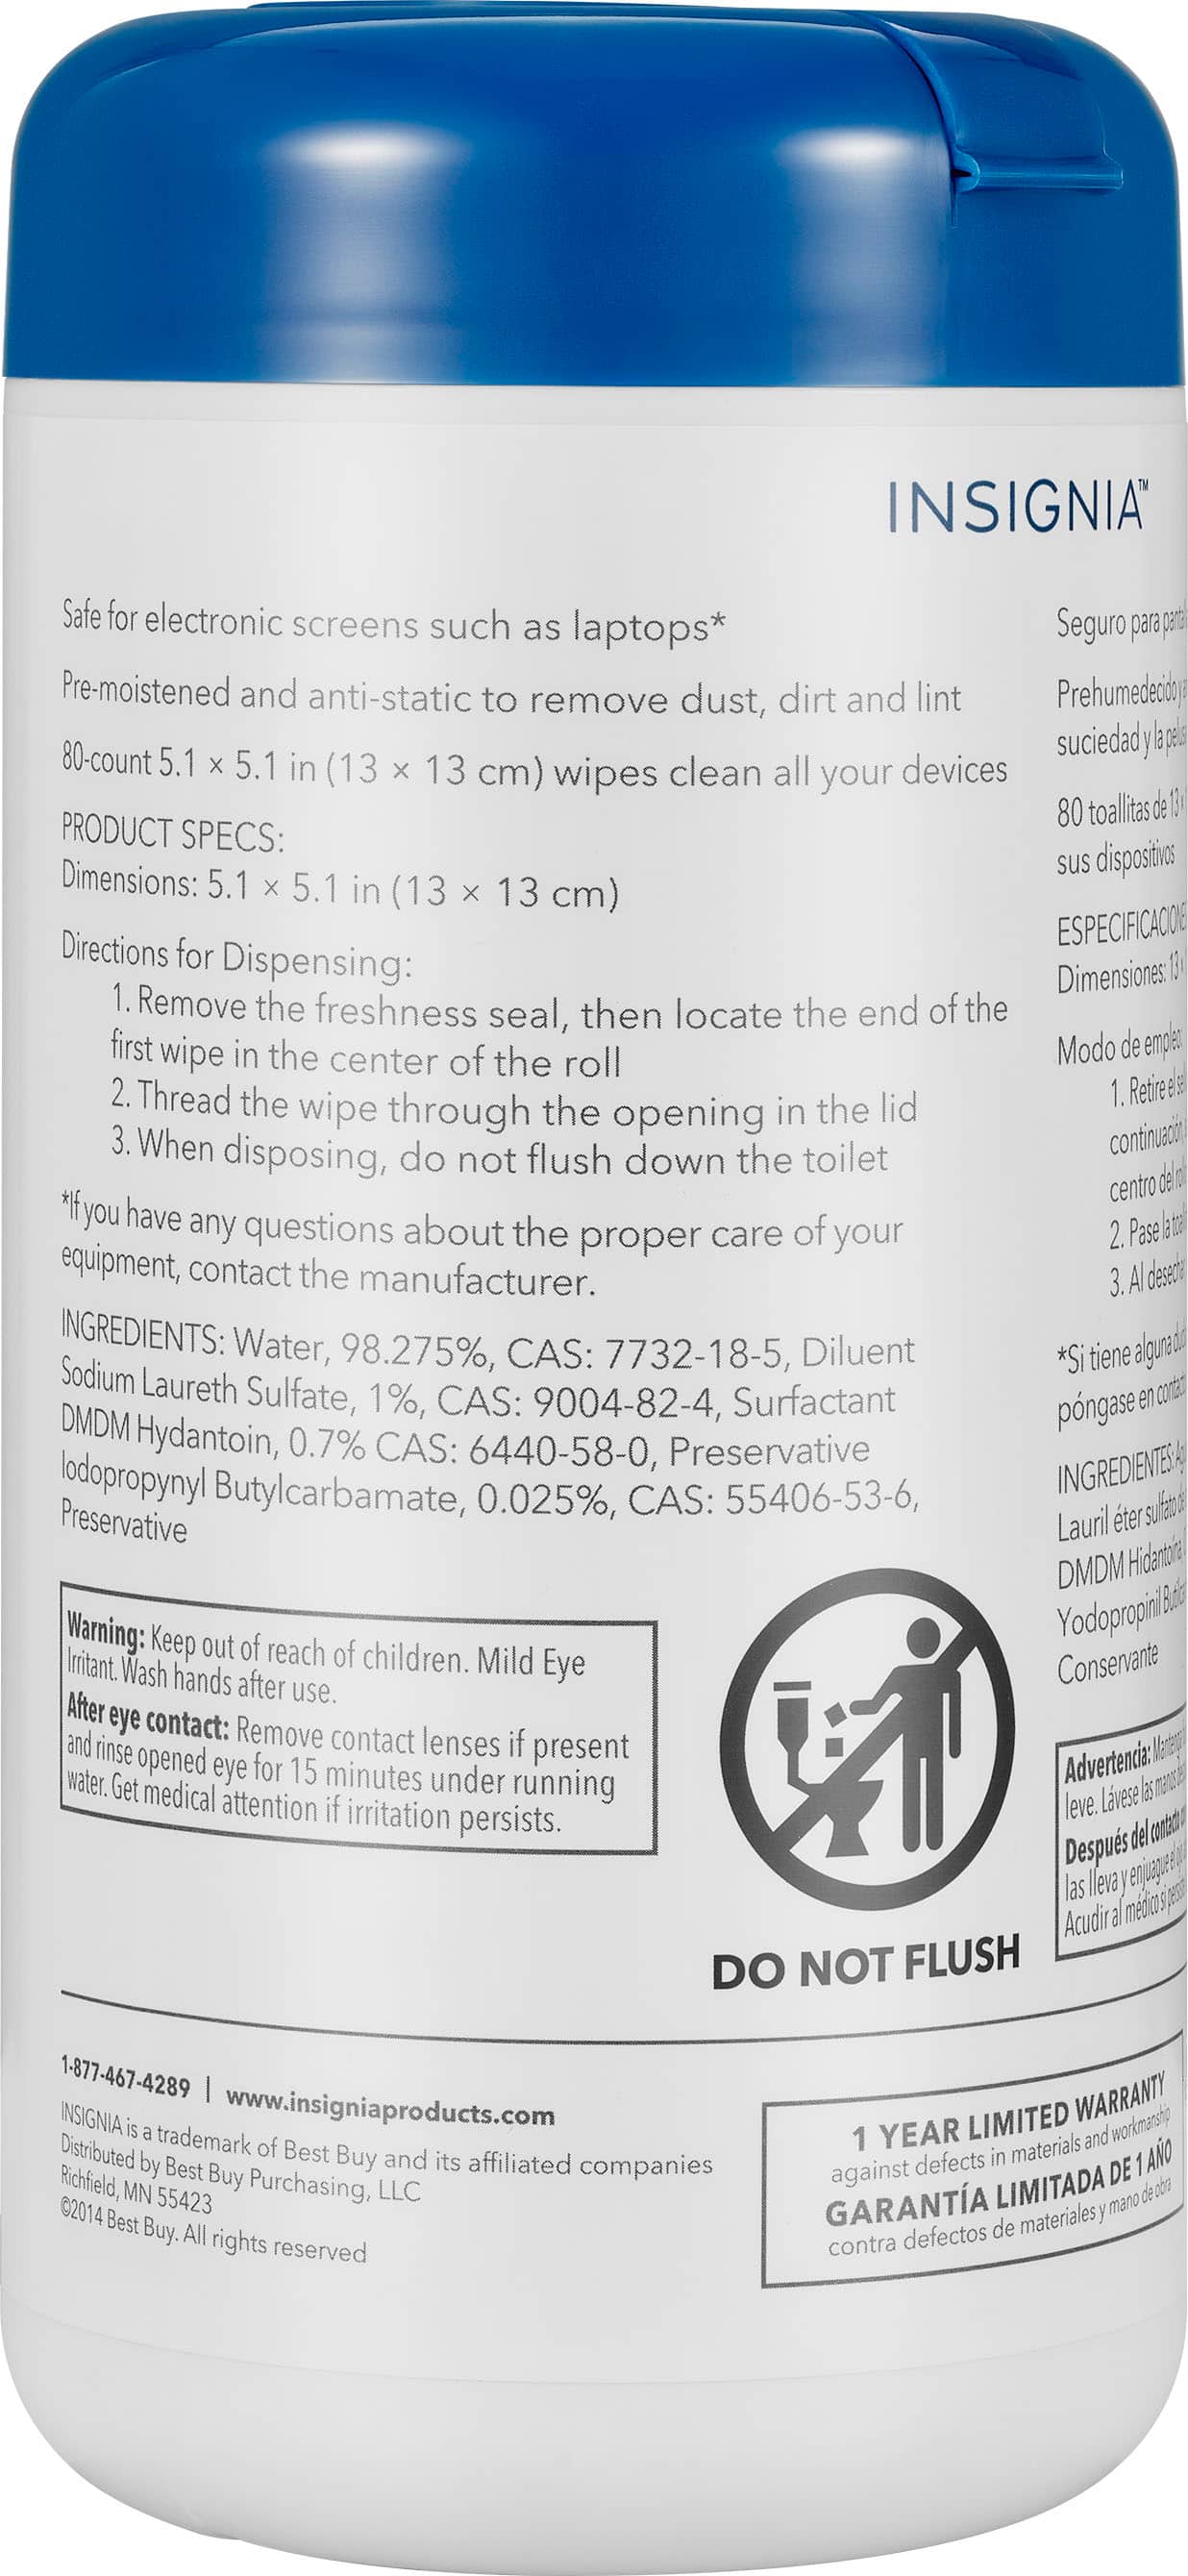 INSIGNIA™
Safe for electronic screens such as laptops*
Pre-moistened and anti-static to remove dust, dirt and lint
80-count 5.1 × 5.1 in (13 × 13 cm) wipes clean all your devices
PRODUCT SPECS:
Dimensions: 5.1 × 5.1 in (13 × 13 cm)
Directions for Dispensing:
1. Remove the freshness seal, then locate the end of the
first wipe in the center of the roll
2. Thread the wipe through the opening in the lid
3. When disposing, do not flush down the toilet
*If you have any questions about the proper care of your
equipment, contact the manufacturer.
INGREDIENTS: Water, 98.275%, CAS: 7732-18-5, Diluent
Sodium Laureth Sulfate, 1%, CAS: 9004-82-4, Surfactant
DMDM Hydantoin, 0.7% CAS: 6440-58-0, Preservative
Iodopropynyl Butylcarbamate, 0.025%, CAS: 55406-53-6,
Preservative
Warning: Keep out of reach of children. Mild Eye
Irritant. Wash hands after use.
After eye contact: Remove contact lenses if present
and rinse opened eye for 15 minutes under running
water. Get medical attention if irritation persists.
DO NOT FLUSH
1-877-467-4289 | www.insigniaproducts.com
INSIGNIA is a trademark of Best Buy and its affiliated companies
Distributed by Best Buy Purchasing, LLC
Richfield, MN 55423
©2014 Best Buy. All rights reserved
1 YEAR LIMITED WARRANTY
against defects in materials and workmanship
GARANTÍA LIMITADA DE 1 AÑO
contra defectos de materiales y mano de obra
Seguro para
Prehumedecido y
suciedad y la
80 toallitas de 13 ×
sus dispositivos
Dimensiones: 13 ×
Modo de empleo:
1. Retire el
continuación,
centro del
2. Pase la
3. Al
*Si tiene alguna
póngase en
INGREDIENTES:
Lauril éter sulfato de
DMDM Hidantoína,
Yodopropinil
Conservante
Advertencia:
leve. Lávese las manos
Después del contacto
las lleva y enjuague el
Acudir al médico si